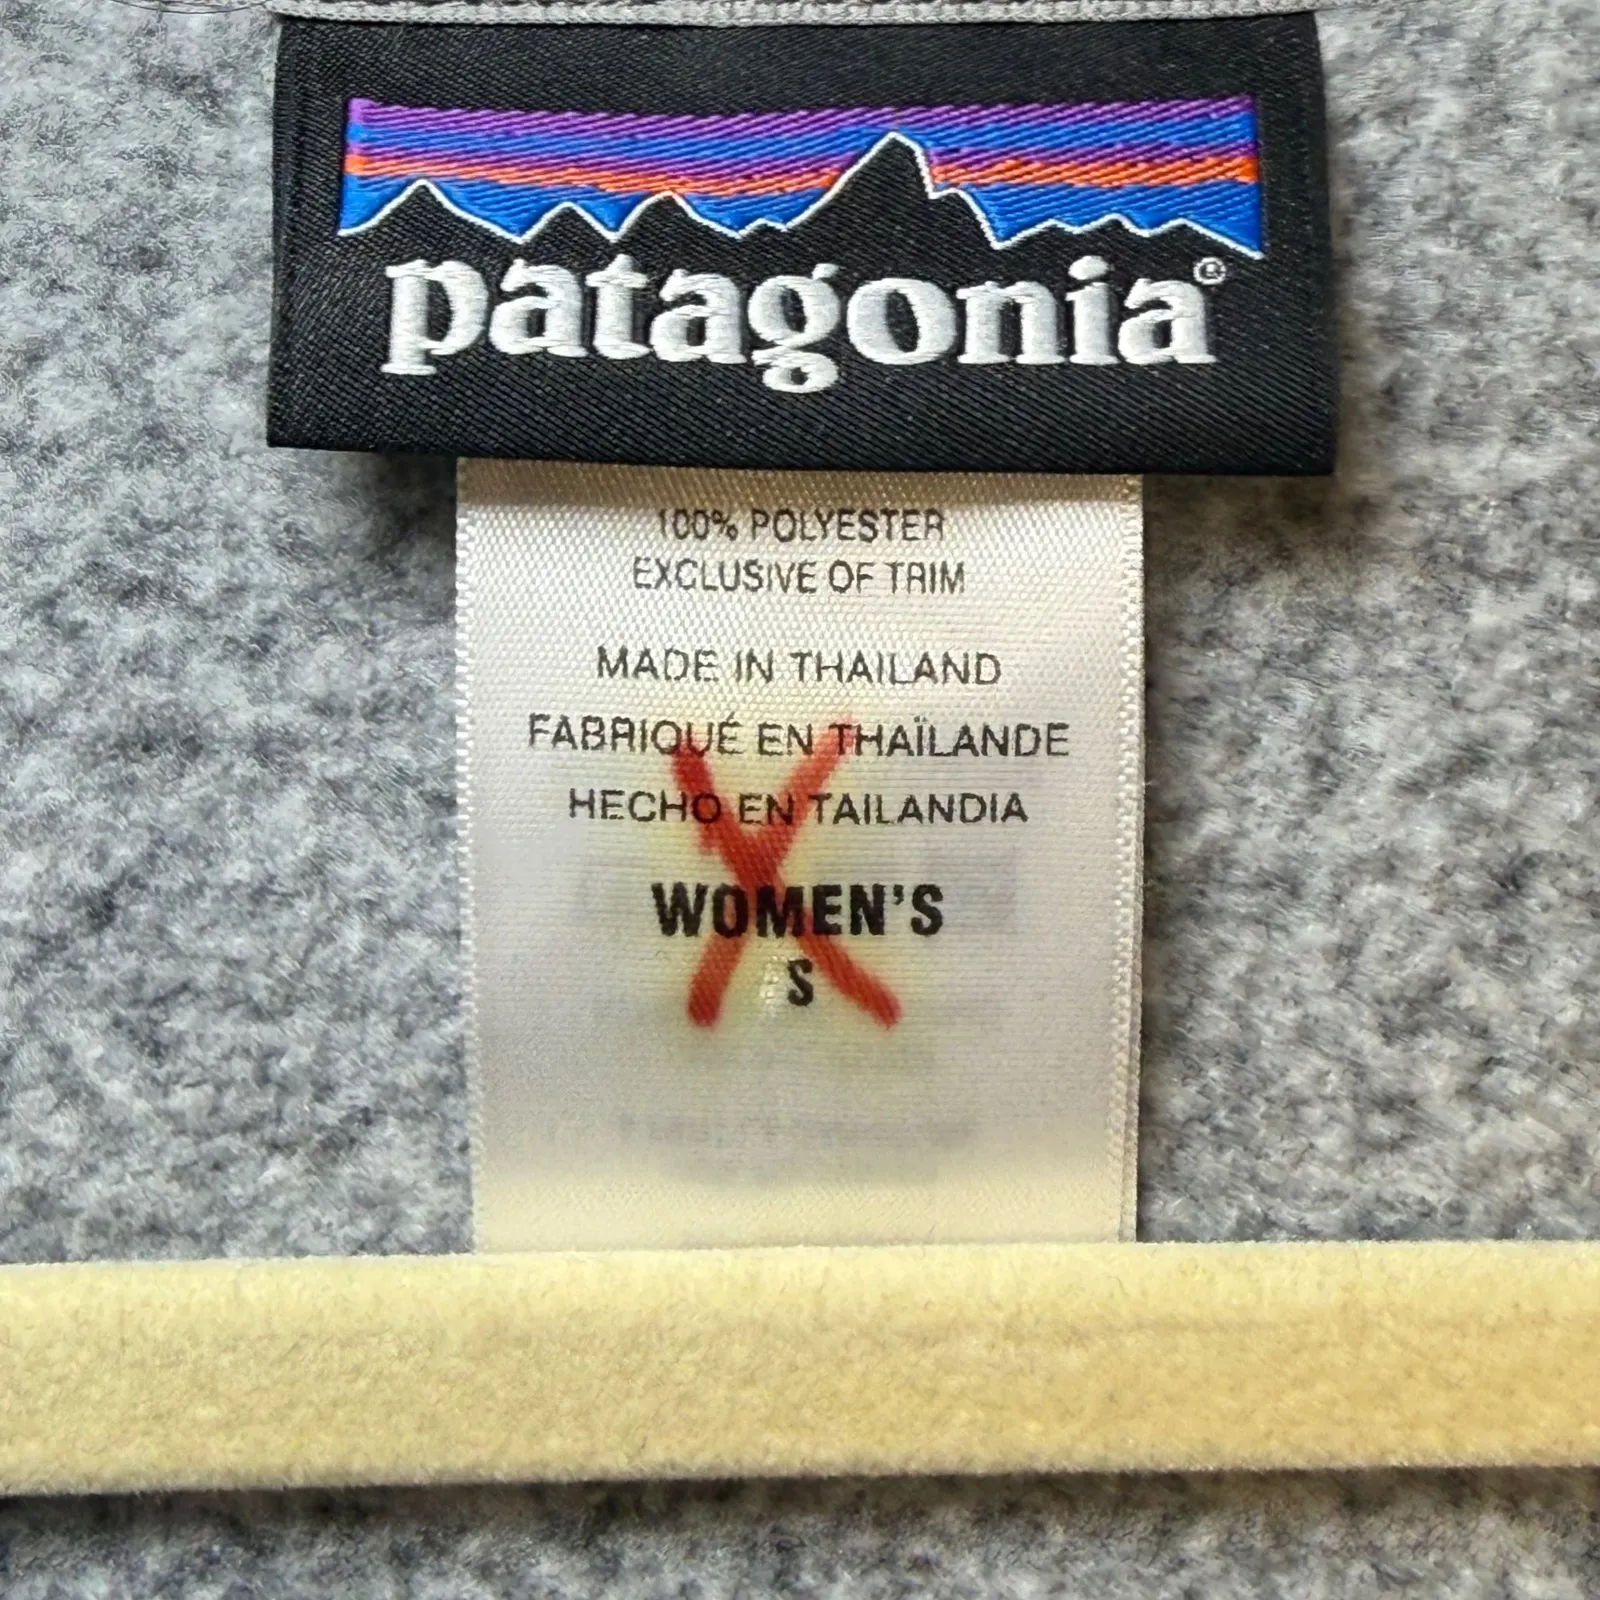 patagonia®
100% POLYESTER
EXCLUSIVE OF TRIM
MADE IN THAILAND
FABRIQUÉ EN THAÏLANDE
HECHO EN TAILANDIA
WOMEN'S
S